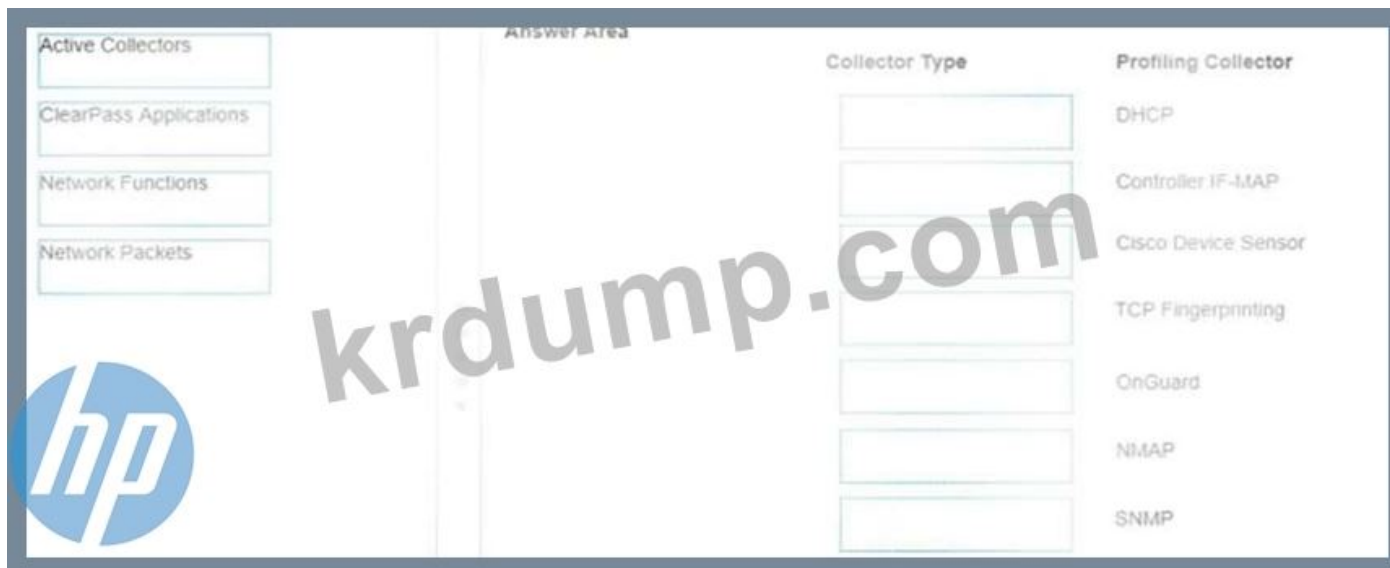 Active Collectors
ClearPass Applications
Network Functions
Network Packets
Answer Area
Collector Type
Profiling Collector
DHCP
Controller IF-MAP
Cisco Device Sensor
TCP Fingerprinting
OnGuard
NMAP
SNMP
krdump.com
hp